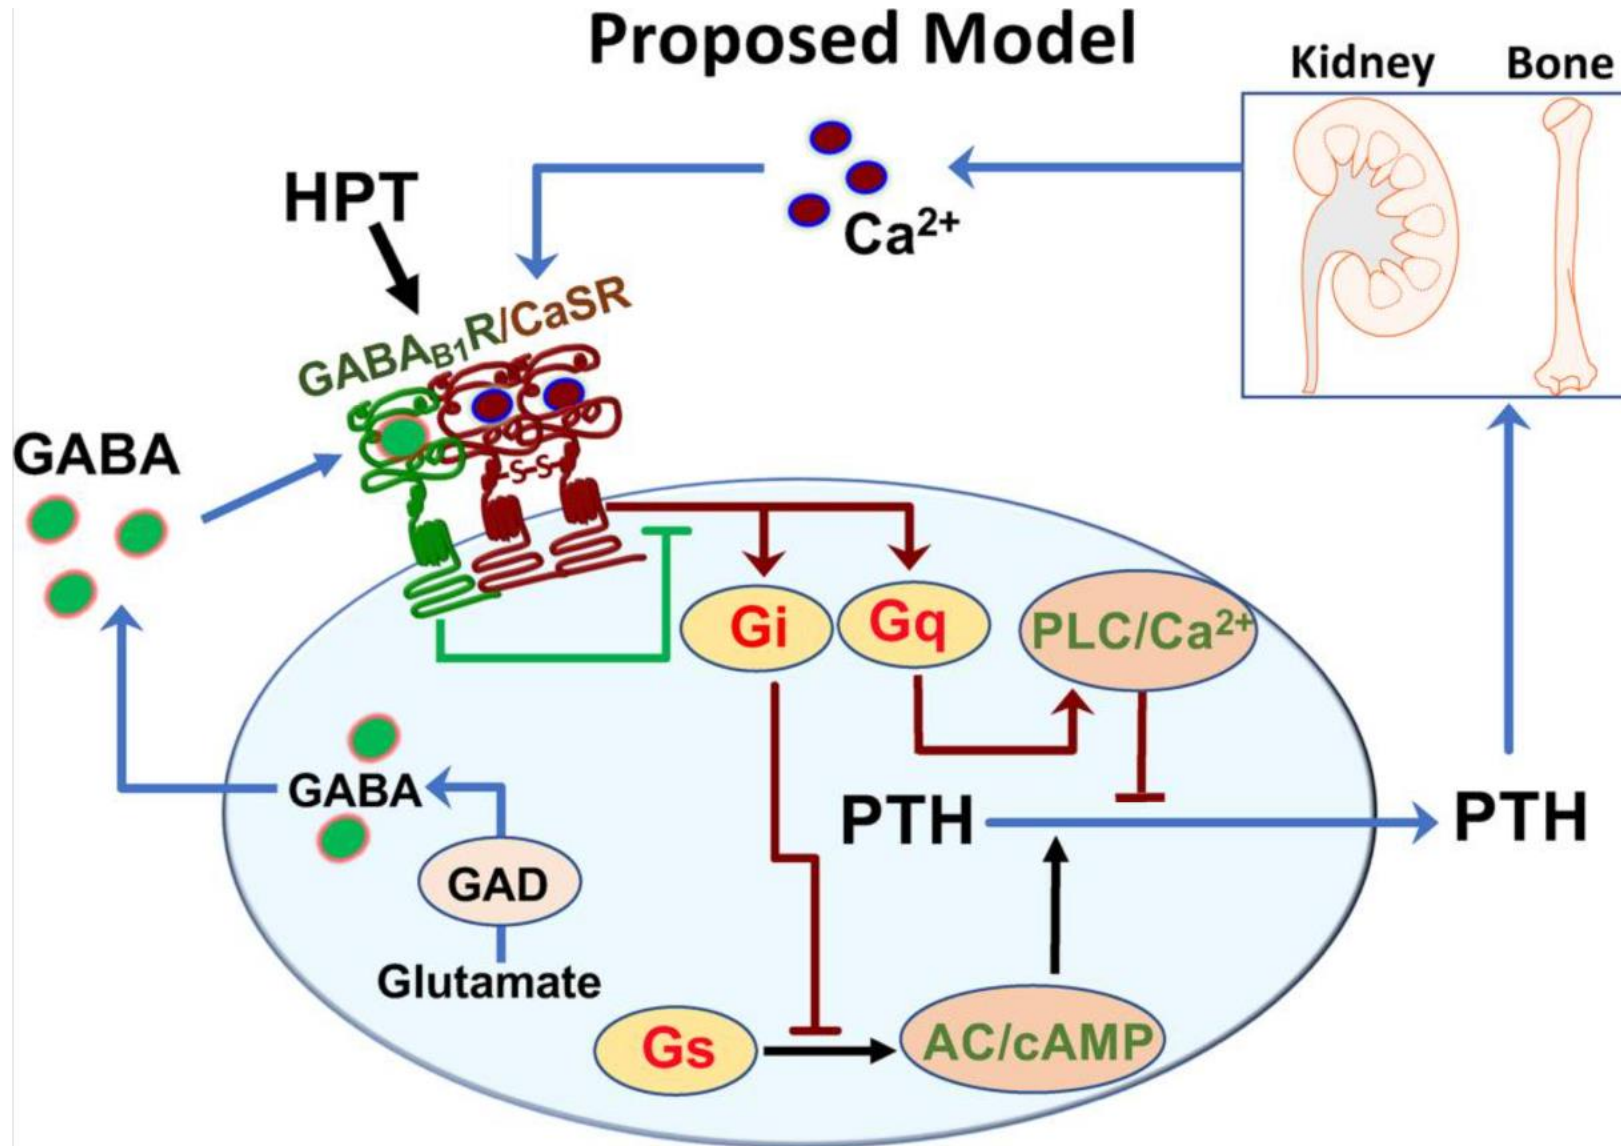 Proposed Model
Kidney Bone
HPT
Ca²⁺
GABA_B1R/CaSR
GABA
S-S
Gi Gq PLC/Ca²⁺
GABA
PTH
PTH
GAD
Glutamate
Gs AC/cAMP